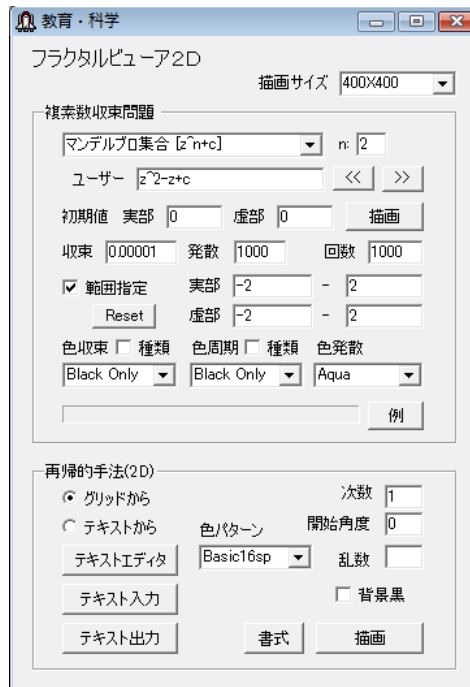 教育・科学
フラクタルビューア2D
描画サイズ 400X400
複素数収束問題
マンデルブロ集合 [z^n+c] n: 2
ユーザー z^2-z+c << >>
初期値 実部 0 虚部 0 描画
収束 0.00001 発散 1000 回数 1000
範囲指定 実部 -2 - 2
Reset 虚部 -2 - 2
色収束 種類 色周期 種類 色発散
Black Only Black Only Aqua
例
再帰的手法(2D)
グリッドから 次数 1
テキストから 色パターン 開始角度 0
テキストエディタ Basic16sp 乱数
テキスト入力 背景黒
テキスト出力 書式 描画